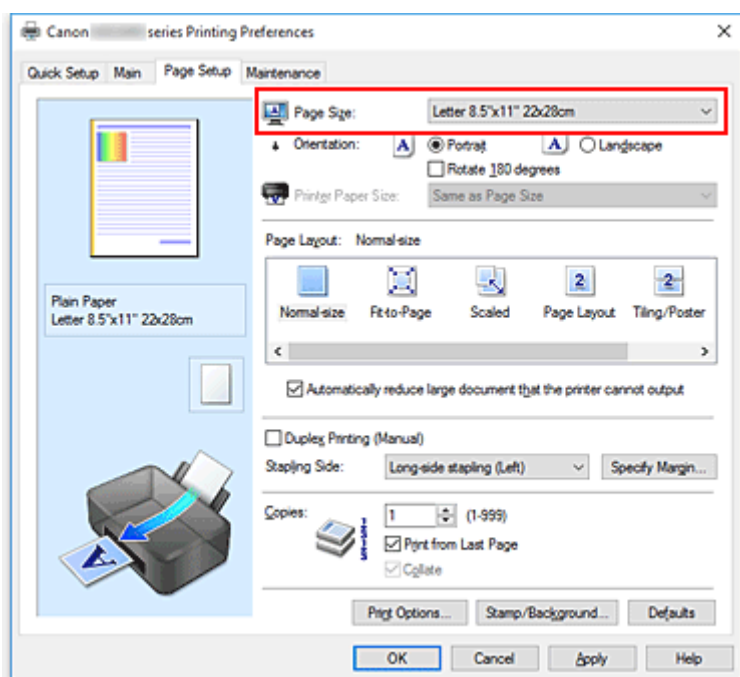 Canon series Printing Preferences
Quick Setup Main Page Setup Maintenance
Page Size: Letter 8.5"x11" 22x28cm
Orientation: A Portrait A Landscape
Rotate 180 degrees
Printer Paper Size: Same as Page Size
Page Layout: Normal-size
2 2
Normal-size Fit-to-Page Scaled Page Layout Tiling/Poster
Plain Paper
Letter 8.5"x11" 22x28cm
Automatically reduce large document that the printer cannot output
Duplex Printing (Manual)
Stapling Side: Long-side stapling (Left) Specify Margin...
Copies: 1 (1-999)
Print from Last Page
Collate
A
Print Options... Stamp/Background... Defaults
OK Cancel Apply Help